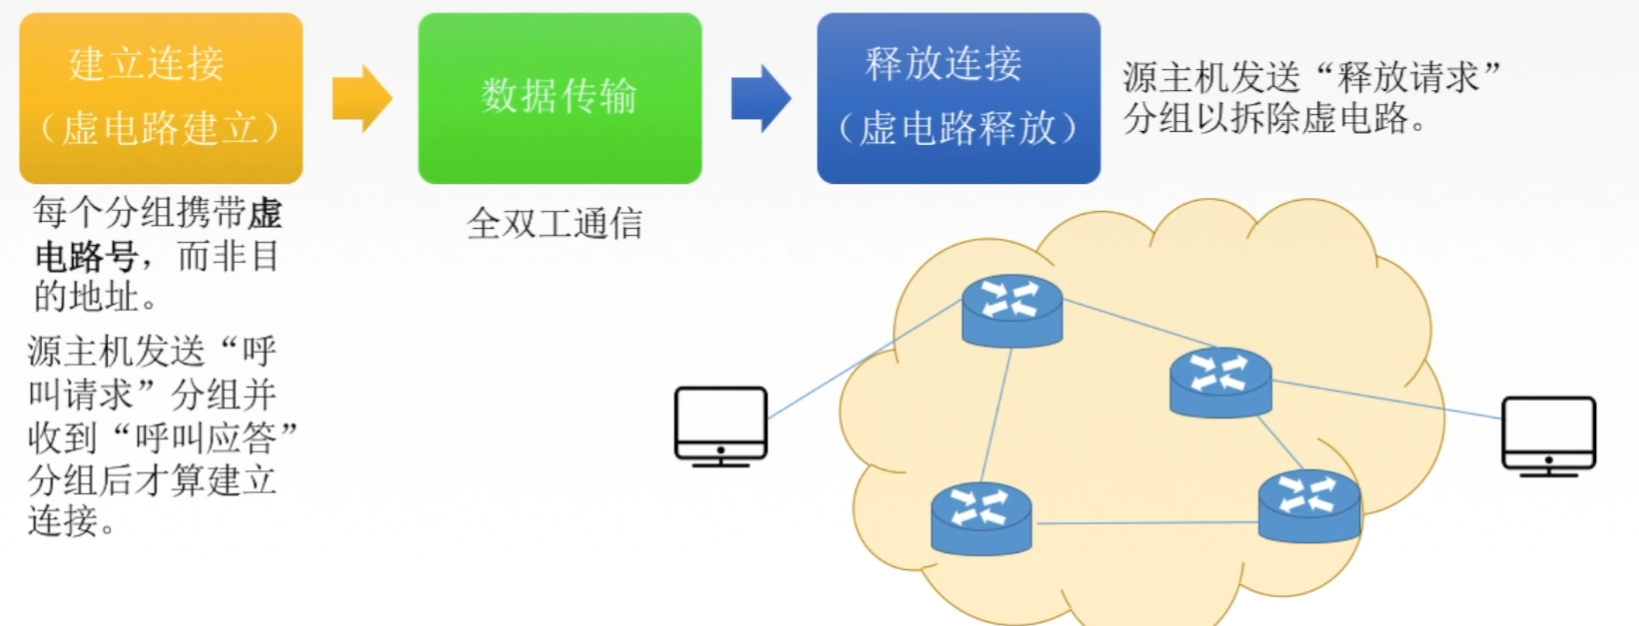 建立连接
（虚电路建立）
数据传输
释放连接
（虚电路释放）
源主机发送“释放请求”
分组以拆除虚电路。
每个分组携带虚
电路号，而非目
的地址。
全双工通信
源主机发送“呼
叫请求”分组并
收到“呼叫应答”
分组后才算建立
连接。